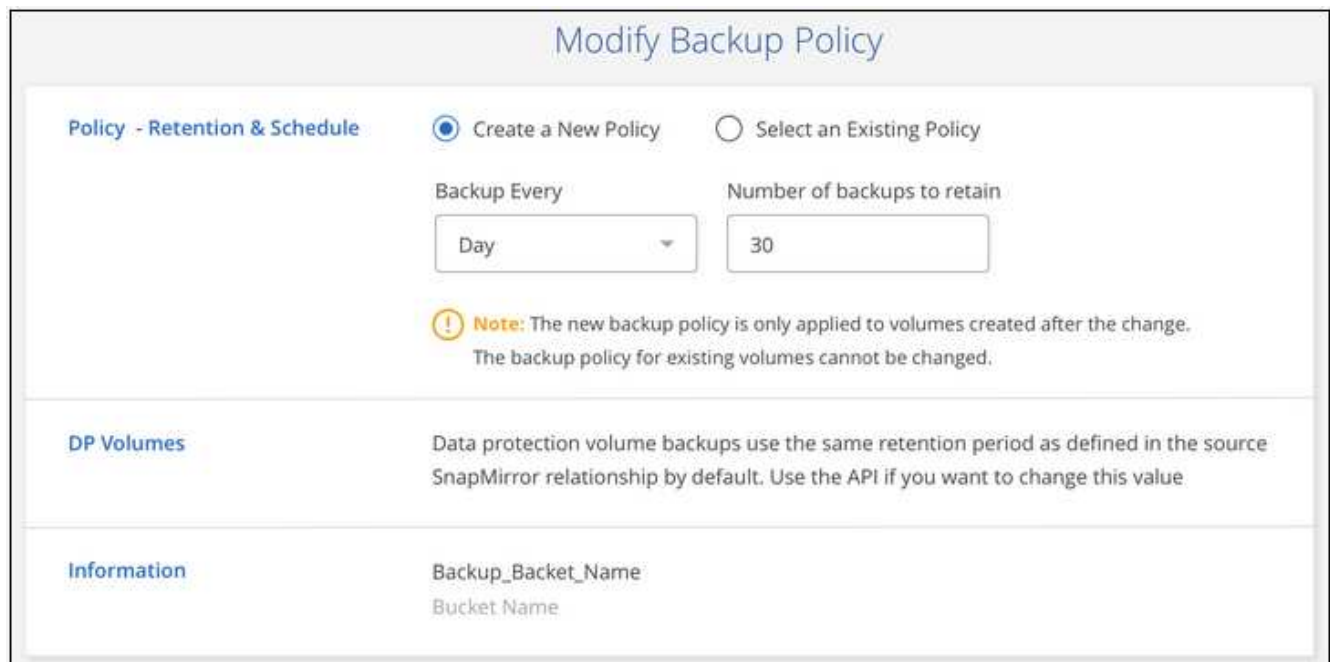 Modify Backup Policy
Policy - Retention & Schedule
Create a New Policy
Select an Existing Policy
Backup Every
Number of backups to retain
Day
30
Note: The new backup policy is only applied to volumes created after the change.
The backup policy for existing volumes cannot be changed.
DP Volumes
Data protection volume backups use the same retention period as defined in the source
SnapMirror relationship by default. Use the API if you want to change this value
Information
Backup_Backet_Name
Bucket Name